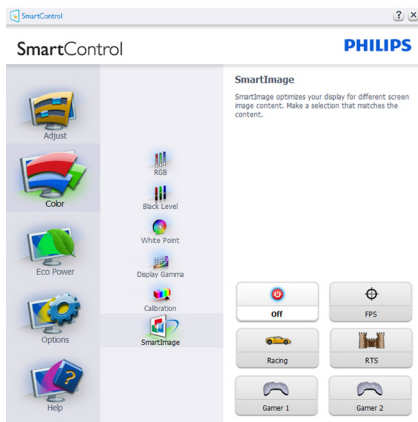 SmartControl
SmartControl
PHILIPS
Adjust
Color
Eco Power
Options
Help
RGB
Black Level
White Point
Display Gamma
Calibration
SmartImage
SmartImage
SmartImage optimizes your display for different screen
image content. Make a selection that matches the
content.
Off
FPS
Racing
RTS
Gamer 1
Gamer 2